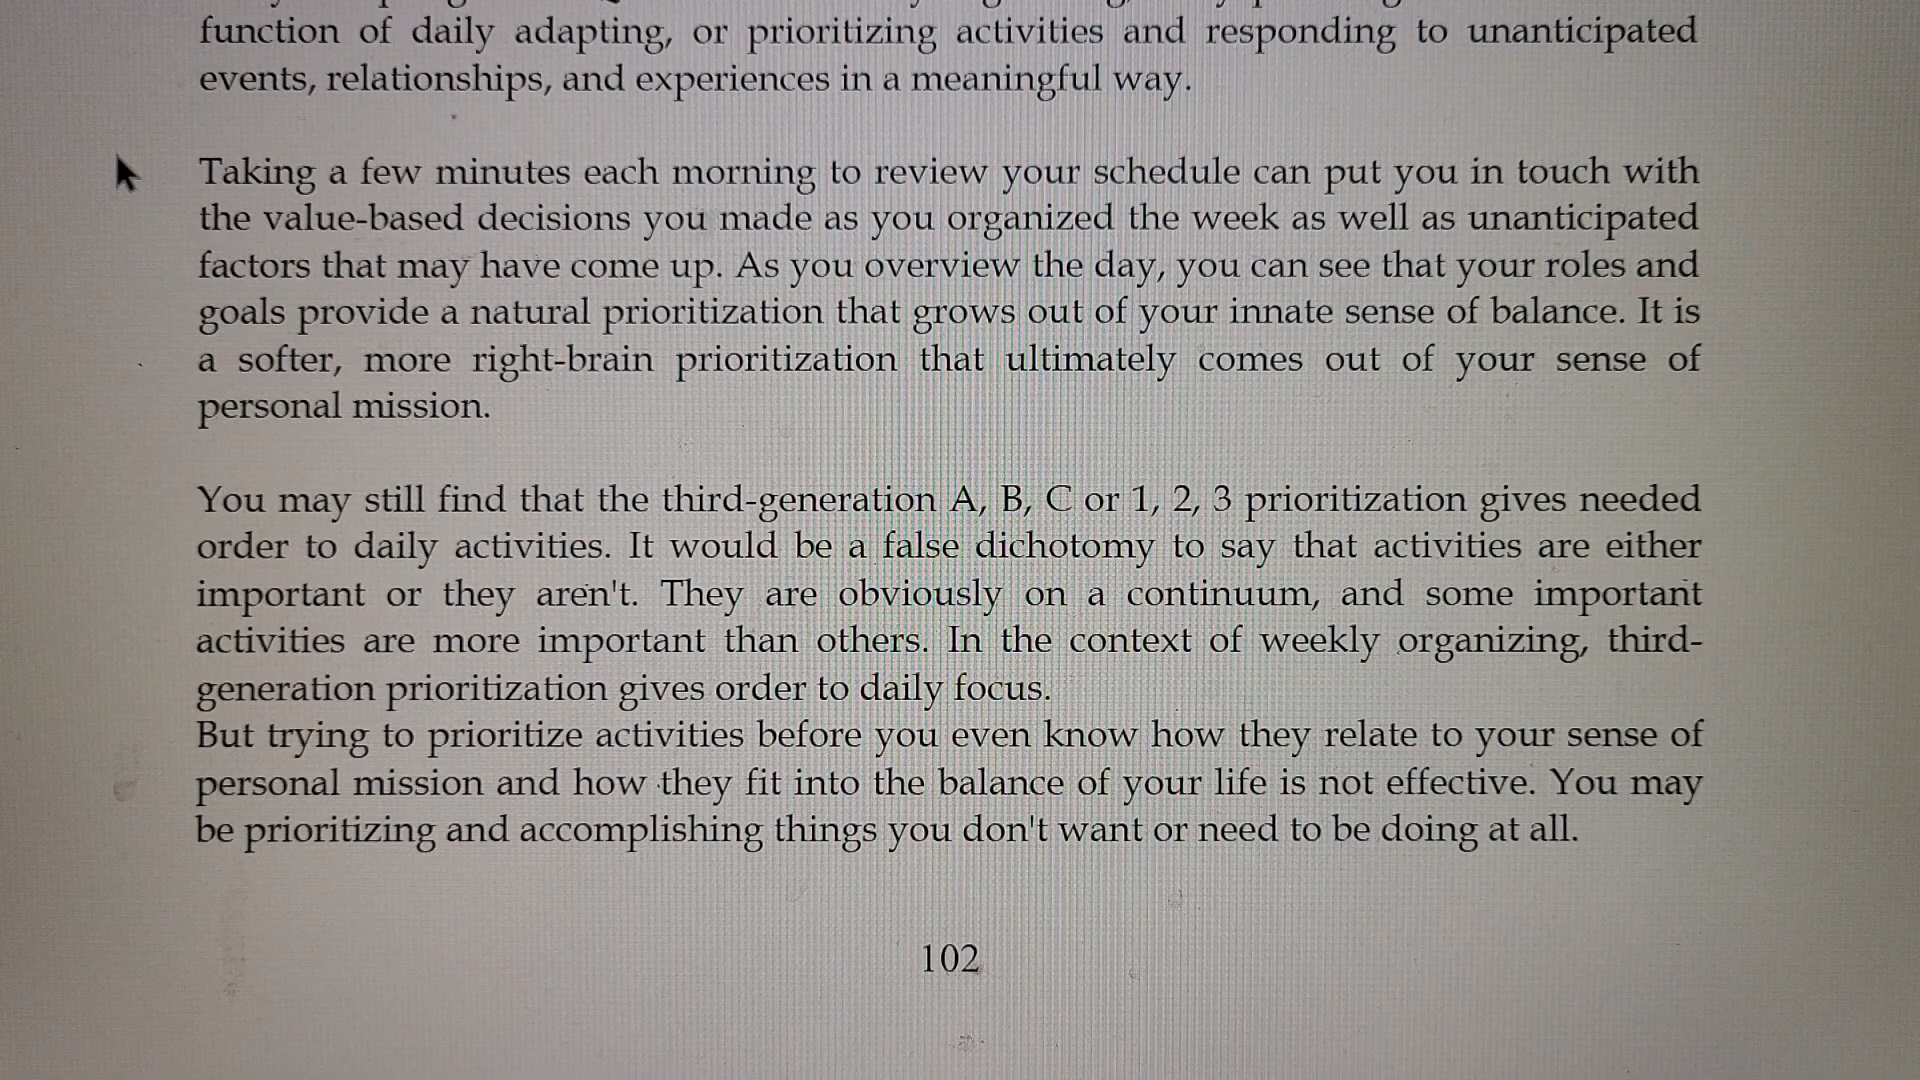 function of daily adapting, or prioritizing activities and responding to unanticipated
events, relationships, and experiences in a meaningful way.
Taking a few minutes each morning to review your schedule can put you in touch with
the value-based decisions you made as you organized the week as well as unanticipated
factors that may have come up. As you overview the day, you can see that your roles and
goals provide a natural prioritization that grows out of your innate sense of balance. It is
a softer, more right-brain prioritization that ultimately comes out of your sense of
personal mission.
You may still find that the third-generation A, B, C or 1, 2, 3 prioritization gives needed
order to daily activities. It would be a false dichotomy to say that activities are either
important or they aren't. They are obviously on a continuum, and some important
activities are more important than others. In the context of weekly organizing, third-
generation prioritization gives order to daily focus.
But trying to prioritize activities before you even know how they relate to your sense of
personal mission and how they fit into the balance of your life is not effective. You may
be prioritizing and accomplishing things you don't want or need to be doing at all.
102